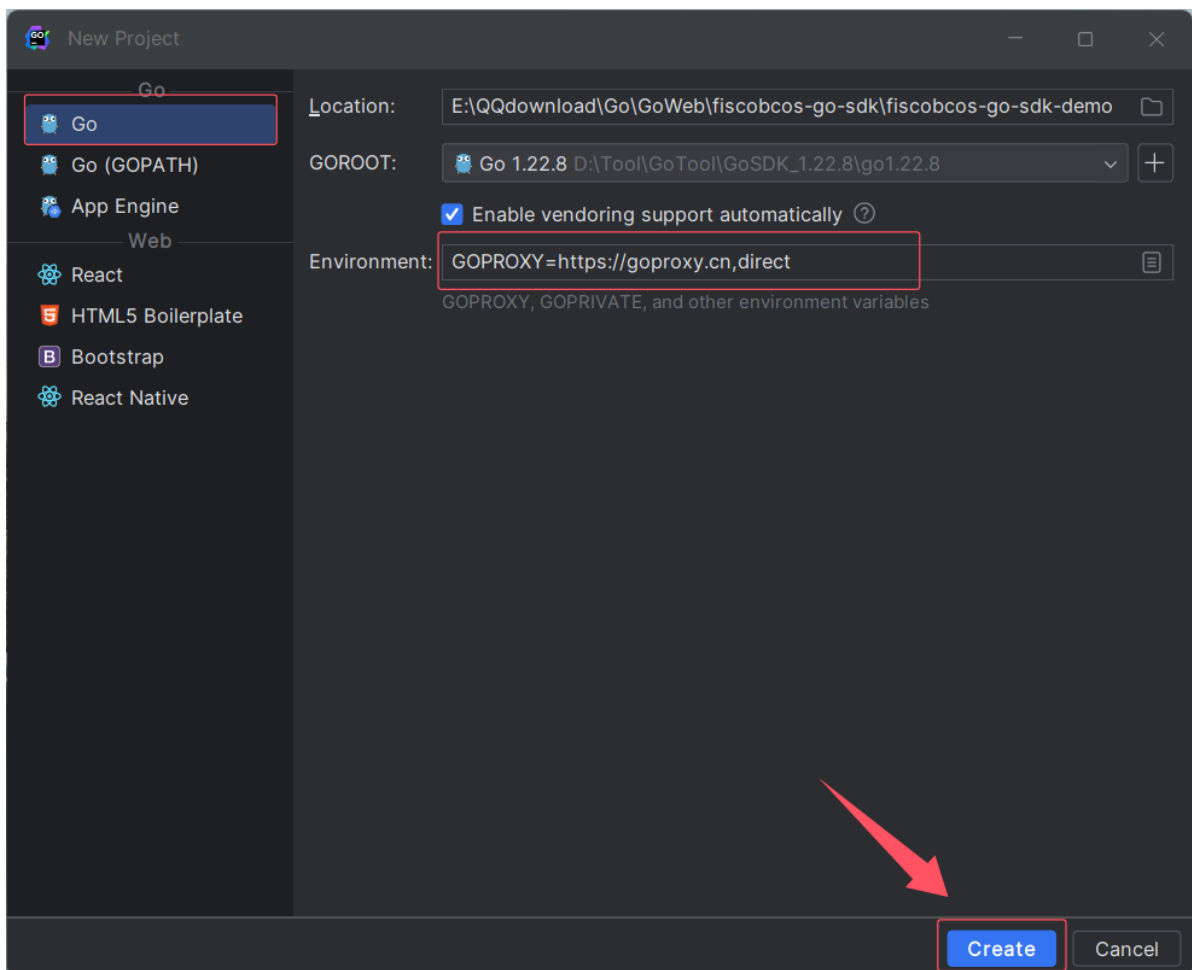 New Project
Go
Go
Go (GOPATH)
App Engine
Web
React
HTML5 Boilerplate
Bootstrap
React Native
Location: E:\QQdownload\Go\GoWeb\fiscobcos-go-sdk\fiscobcos-go-sdk-demo
GOROOT: Go 1.22.8 D:\Tool\GoTool\GoSDK_1.22.8\go1.22.8
Enable vendoring support automatically
Environment: GOPROXY=https://goproxy.cn,direct
GOPROXY, GOPRIVATE, and other environment variables
Create Cancel